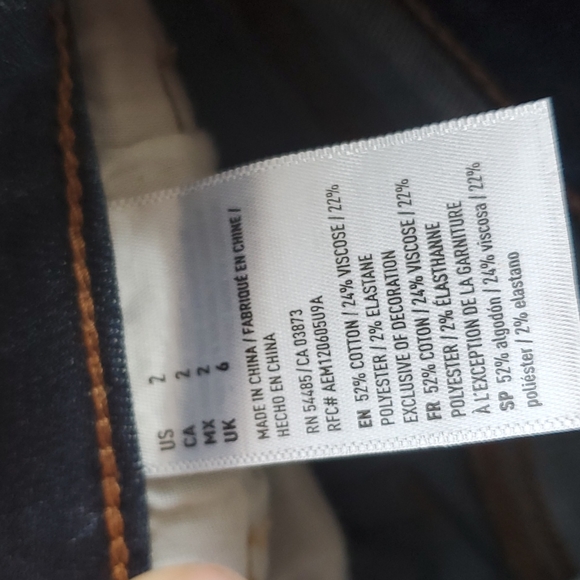 US 2
CA 2
MX 2
UK 6
MADE IN CHINA / FABRIQUÉ EN CHINE /
HECHO EN CHINA
RN 54485/CA 03873
RFC# AEM120605U9A
EN 52% COTTON / 24% VISCOSE / 22%
POLYESTER / 2% ELASTANE
EXCLUSIVE OF DECORATION
FR 52% COTON / 24% VISCOSE / 22%
POLYESTER / 2% ÉLASTHANNE
À L'EXCEPTION DE LA GARNITURE
SP 52% algodón / 24% viscosa / 22%
poliéster / 2% elastano